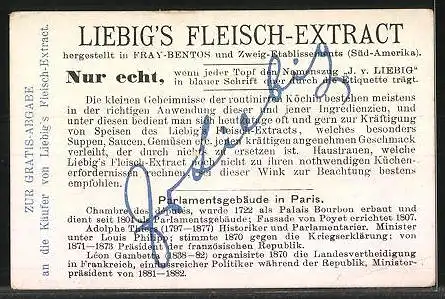 ZUR GRATIS-ABGABE
an die Käufer von Liebig's Fleisch-Extract.
LIEBIG'S FLEISCH-EXTRACT
hergestellt in FRAY-BENTOS und Zweig-Etablissements (Süd-Amerika).
Nur echt, wenn jeder Topf den Namenszug „J. v. LIEBIG"
in blauer Schrift quer durch die Etiquette trägt.
Die kleinen Geheimnisse der routinirten Köchin bestehen meistens
in der richtigen Anwendung dieser und jener Ingredienzien, und
unter diesen bedient man sich heutzutage oft und gern zur Kräftigung
von Speisen des Liebig's Fleisch-Extracts, welches besonders
Suppen, Saucen, Gemüsen etc. jenen kräftigen angenehmen Geschmack
verleiht, der durch nichts zu ersetzen ist. Hausfrauen, welche
Liebig's Fleisch-Extract noch nicht zu ihren notwendigen Küchen-
erfordernissen rechnen, sei dieser Wink zur Beachtung bestens
empfohlen.
Parlamentsgebäude in Paris.
Chambre des Députés, wurde 1722 als Palais Bourbon erbaut und
dient seit Parlamentsgebäude; Fassade von Poyet errichtet 1807.
Adolphe Thiers (1797—1877) Historiker und Parlamentarier. Minister
unter Louis Philipp; stimmte 1870 gegen die Kriegserklärung; von
1871—1873 Präsident der französischen Republik.
Léon Gambetta (1838-82) organisirte 1870 die Landesvertheidigung
in Frankreich, einflussreicher Politiker während der Republik, Minister-
präsident von 1881—1882.
J v Liebig